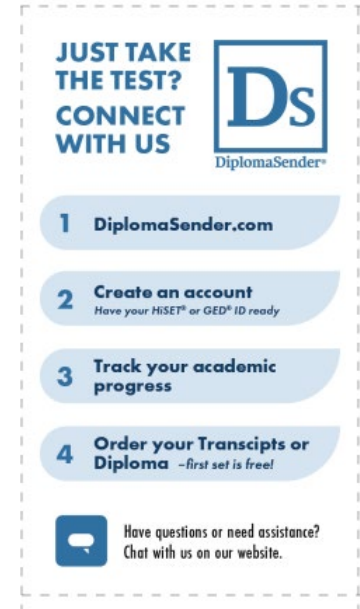 JUST TAKE
THE TEST?
CONNECT
WITH US
Ds
DiplomaSender®
1 DiplomaSender.com
2 Create an account
Have your HiSET® or GED® ID ready
3 Track your academic
progress
4 Order your Transcipts or
Diploma –first set is free!
Have questions or need assistance?
Chat with us on our website.